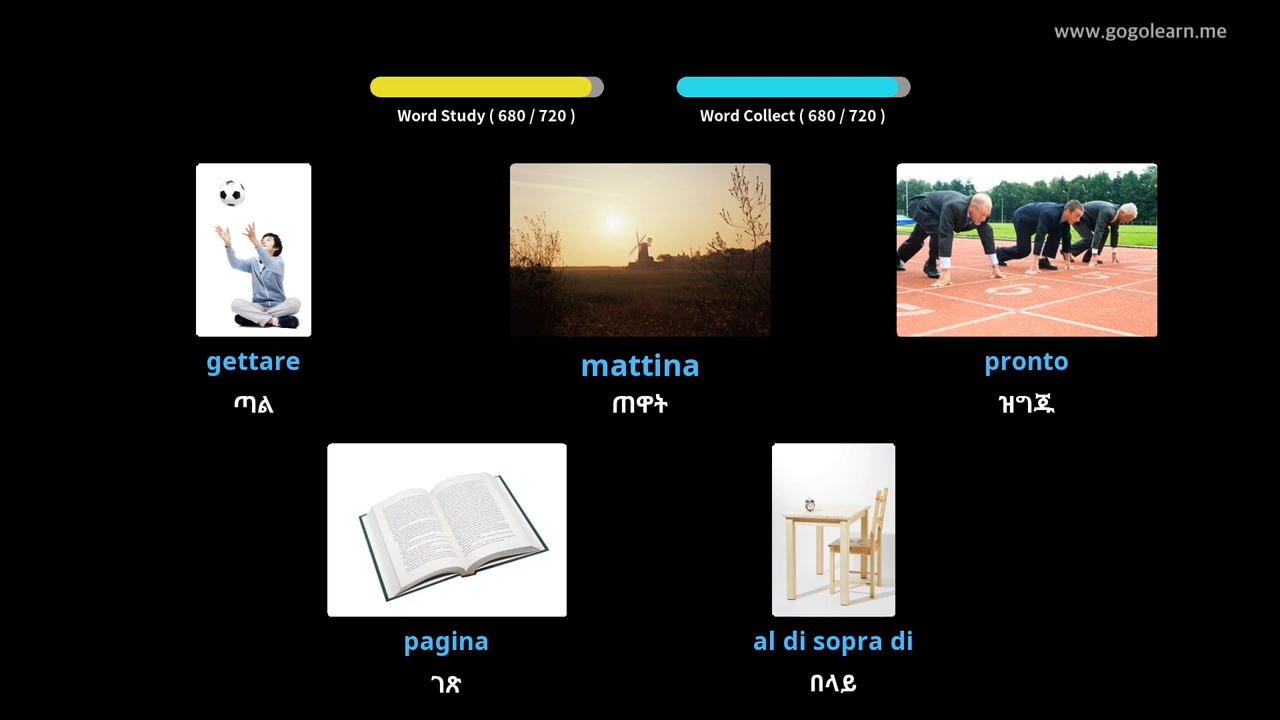 www.gogolearn.me
Word Study ( 680 / 720 )
Word Collect ( 680 / 720 )
gettare
mattina
pronto
ጣል
ጠዋት
ዝግጁ
pagina
al di sopra di
ገጽ
በላይ